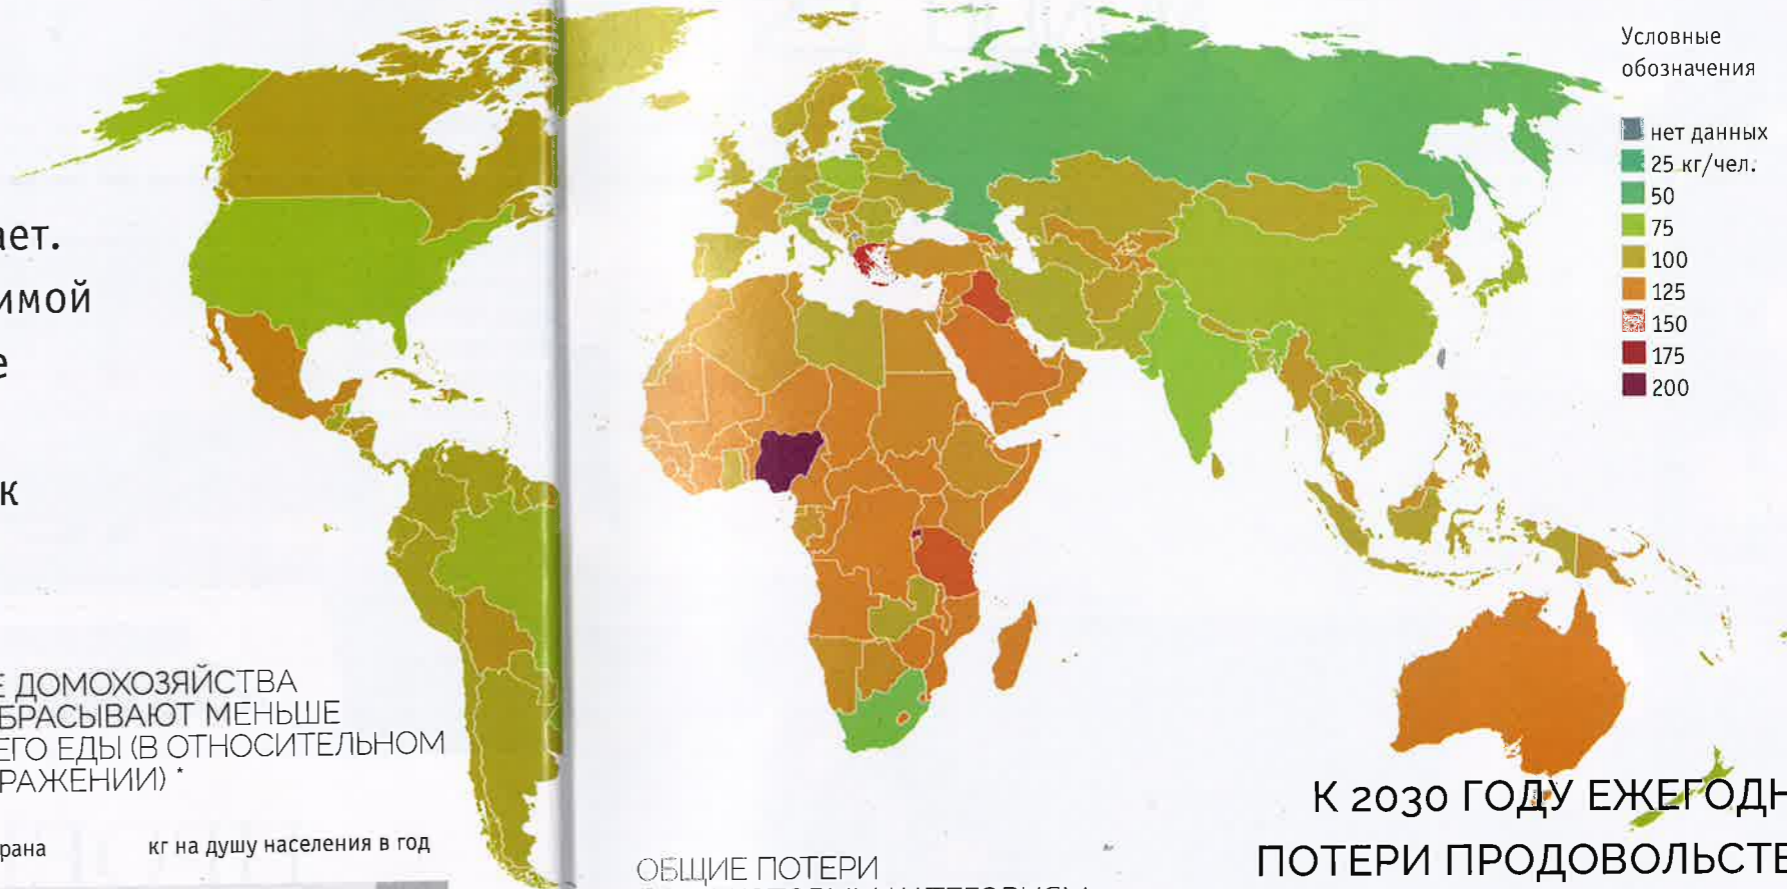 Условные
обозначения
нет данных
25 кг/чел.
50
75
100
125
150
175
200
ает.
имой
е
к
Е ДОМОХОЗЯЙСТВА
БРАСЫВАЮТ МЕНЬШЕ
ЕГО ЕДЫ (В ОТНОСИТЕЛЬНОМ
РАЖЕНИИ) *
рана кг на душу населения в год
ОБЩИЕ ПОТЕРИ
К 2030 ГОДУ ЕЖЕГОДН
ПОТЕРИ ПРОДОВОЛЬСТВ